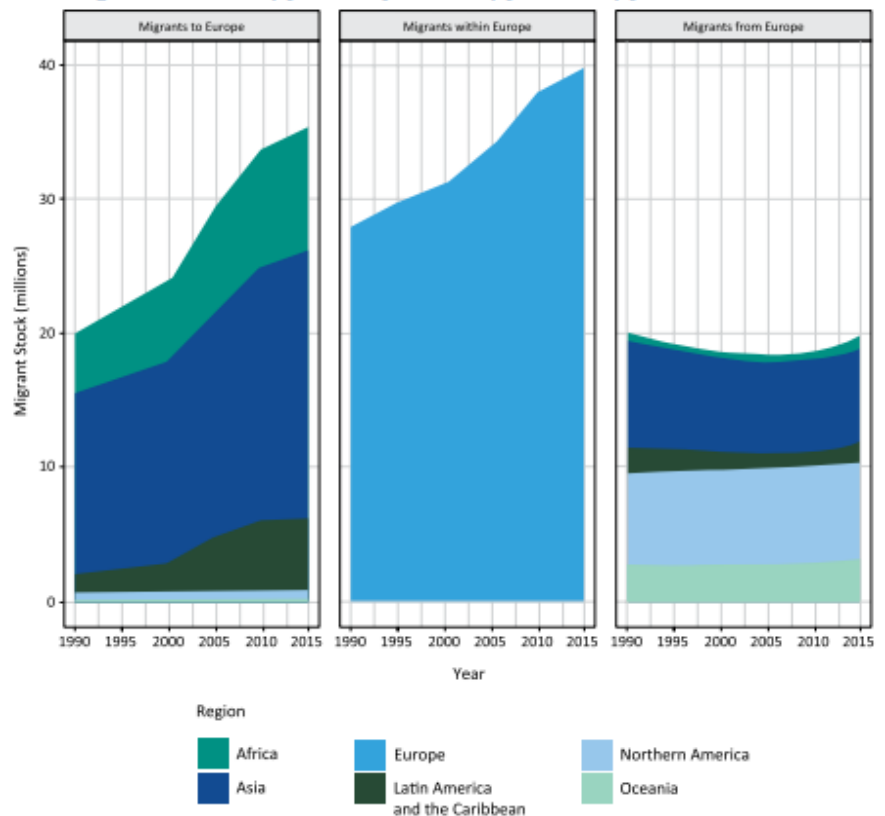 Migrants to Europe
Migrants within Europe
Migrants from Europe
40
30
20
10
0
Migrant Stock (millions)
1990 1995 2000 2005 2010 2015
1990 1995 2000 2005 2010 2015
1990 1995 2000 2005 2010 2015
Year
Region
Africa
Europe
Northern America
Asia
Latin America
and the Caribbean
Oceania